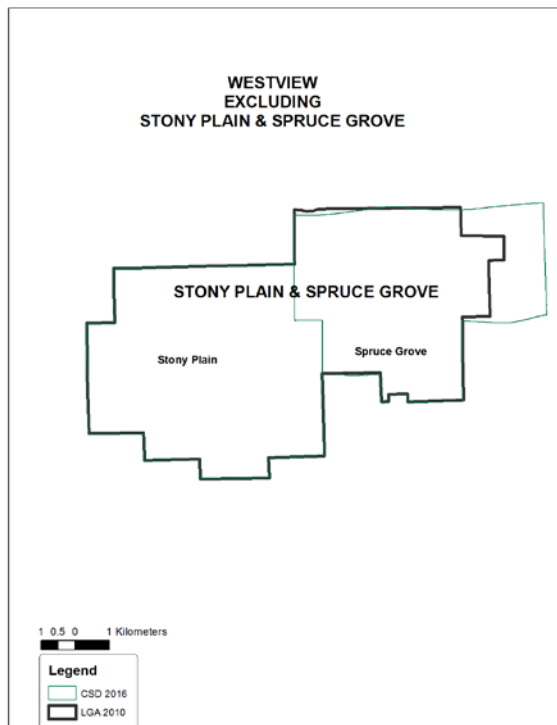 WESTVIEW
EXCLUDING
STONY PLAIN & SPRUCE GROVE
STONY PLAIN & SPRUCE GROVE
Stony Plain
Spruce Grove
1 0.5 0 1 Kilometers
Legend
CSD 2016
LGA 2010